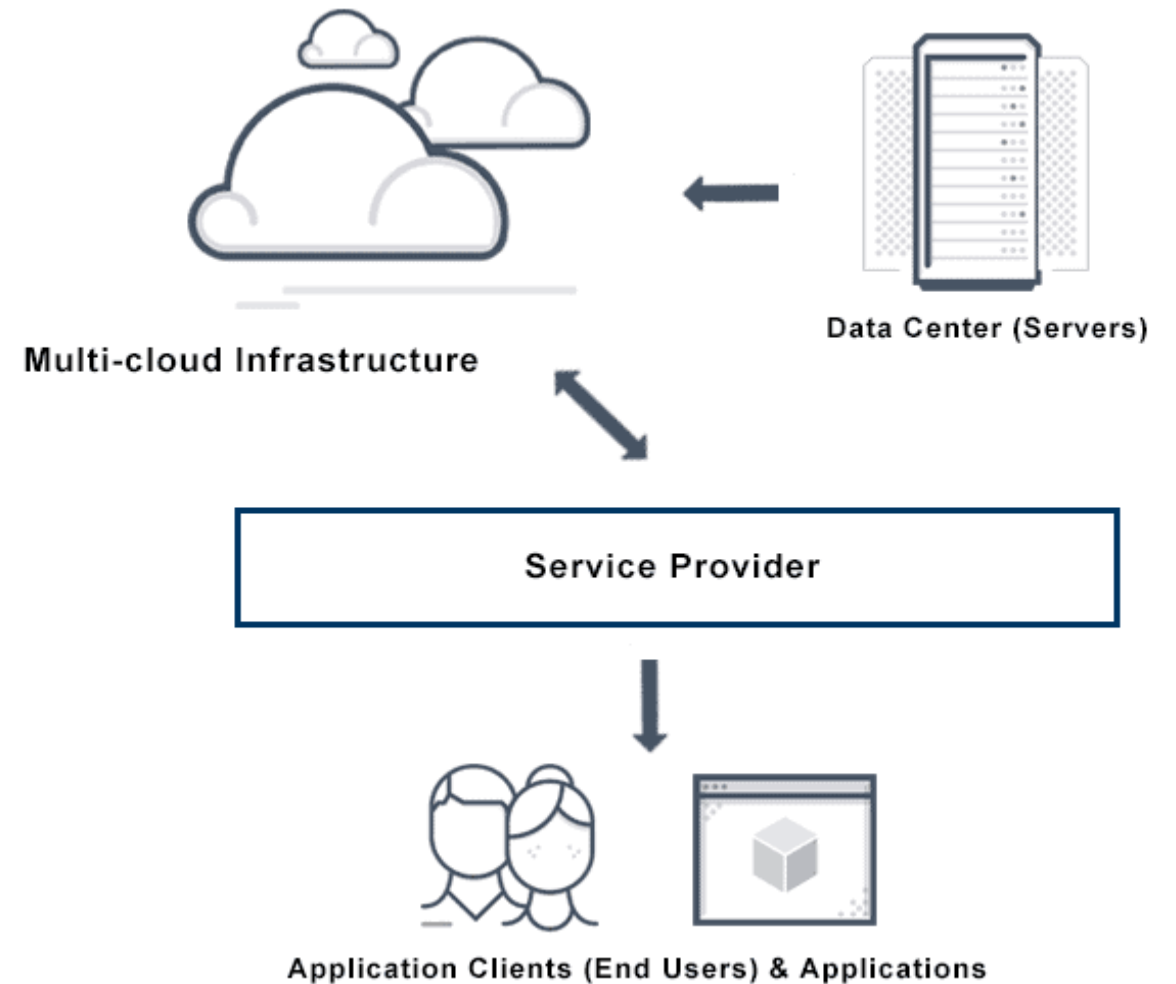 Data Center (Servers)
Multi-cloud Infrastructure
Service Provider
Application Clients (End Users) & Applications